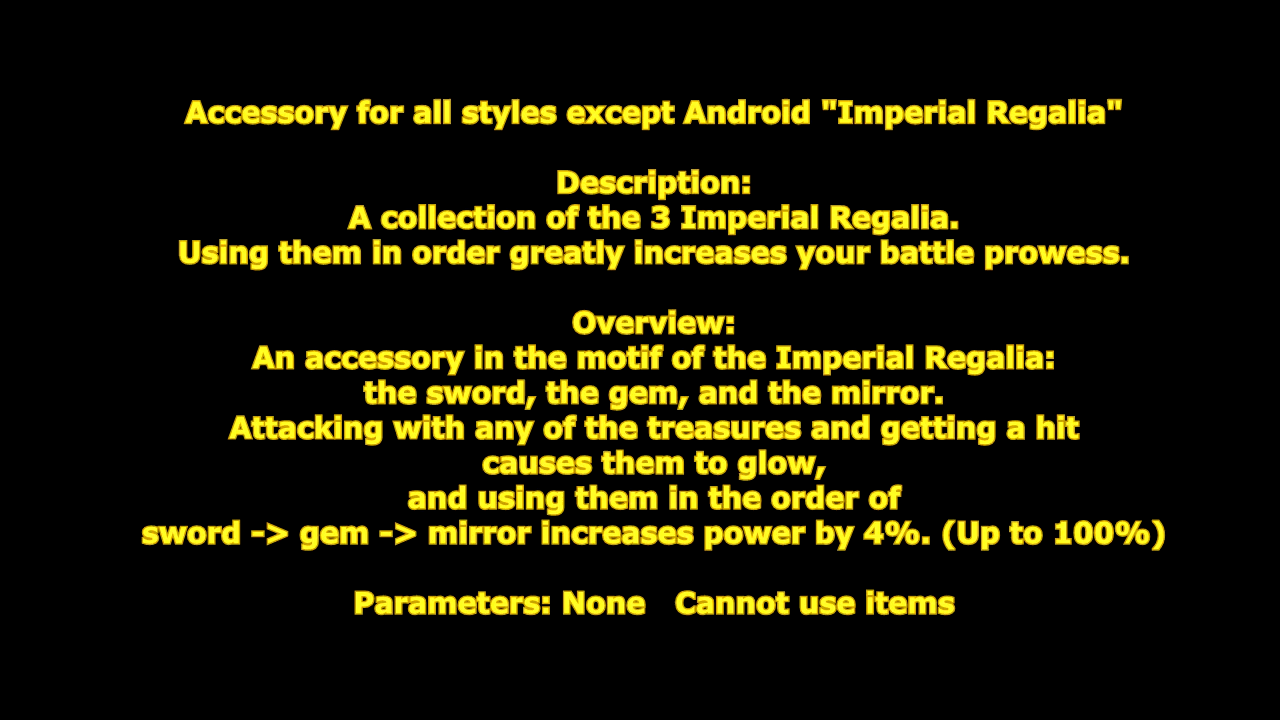 Accessory for all styles except Android "Imperial Regalia"
Description:
A collection of the 3 Imperial Regalia.
Using them in order greatly increases your battle prowess.
Overview:
An accessory in the motif of the Imperial Regalia:
the sword, the gem, and the mirror.
Attacking with any of the treasures and getting a hit
causes them to glow,
and using them in the order of
sword -> gem -> mirror increases power by 4%. (Up to 100%)
Parameters: None   Cannot use items